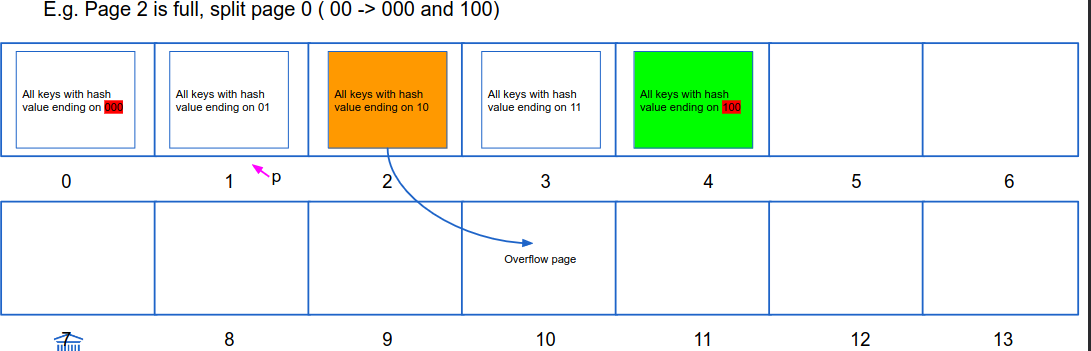 E.g. Page 2 is full, split page 0 ( 00 -> 000 and 100)
All keys with hash
value ending on 000
All keys with hash
value ending on 01
All keys with hash
value ending on 10
All keys with hash
value ending on 11
All keys with hash
value ending on 100
p
0 1 2 3 4 5 6
Overflow page
7 8 9 10 11 12 13